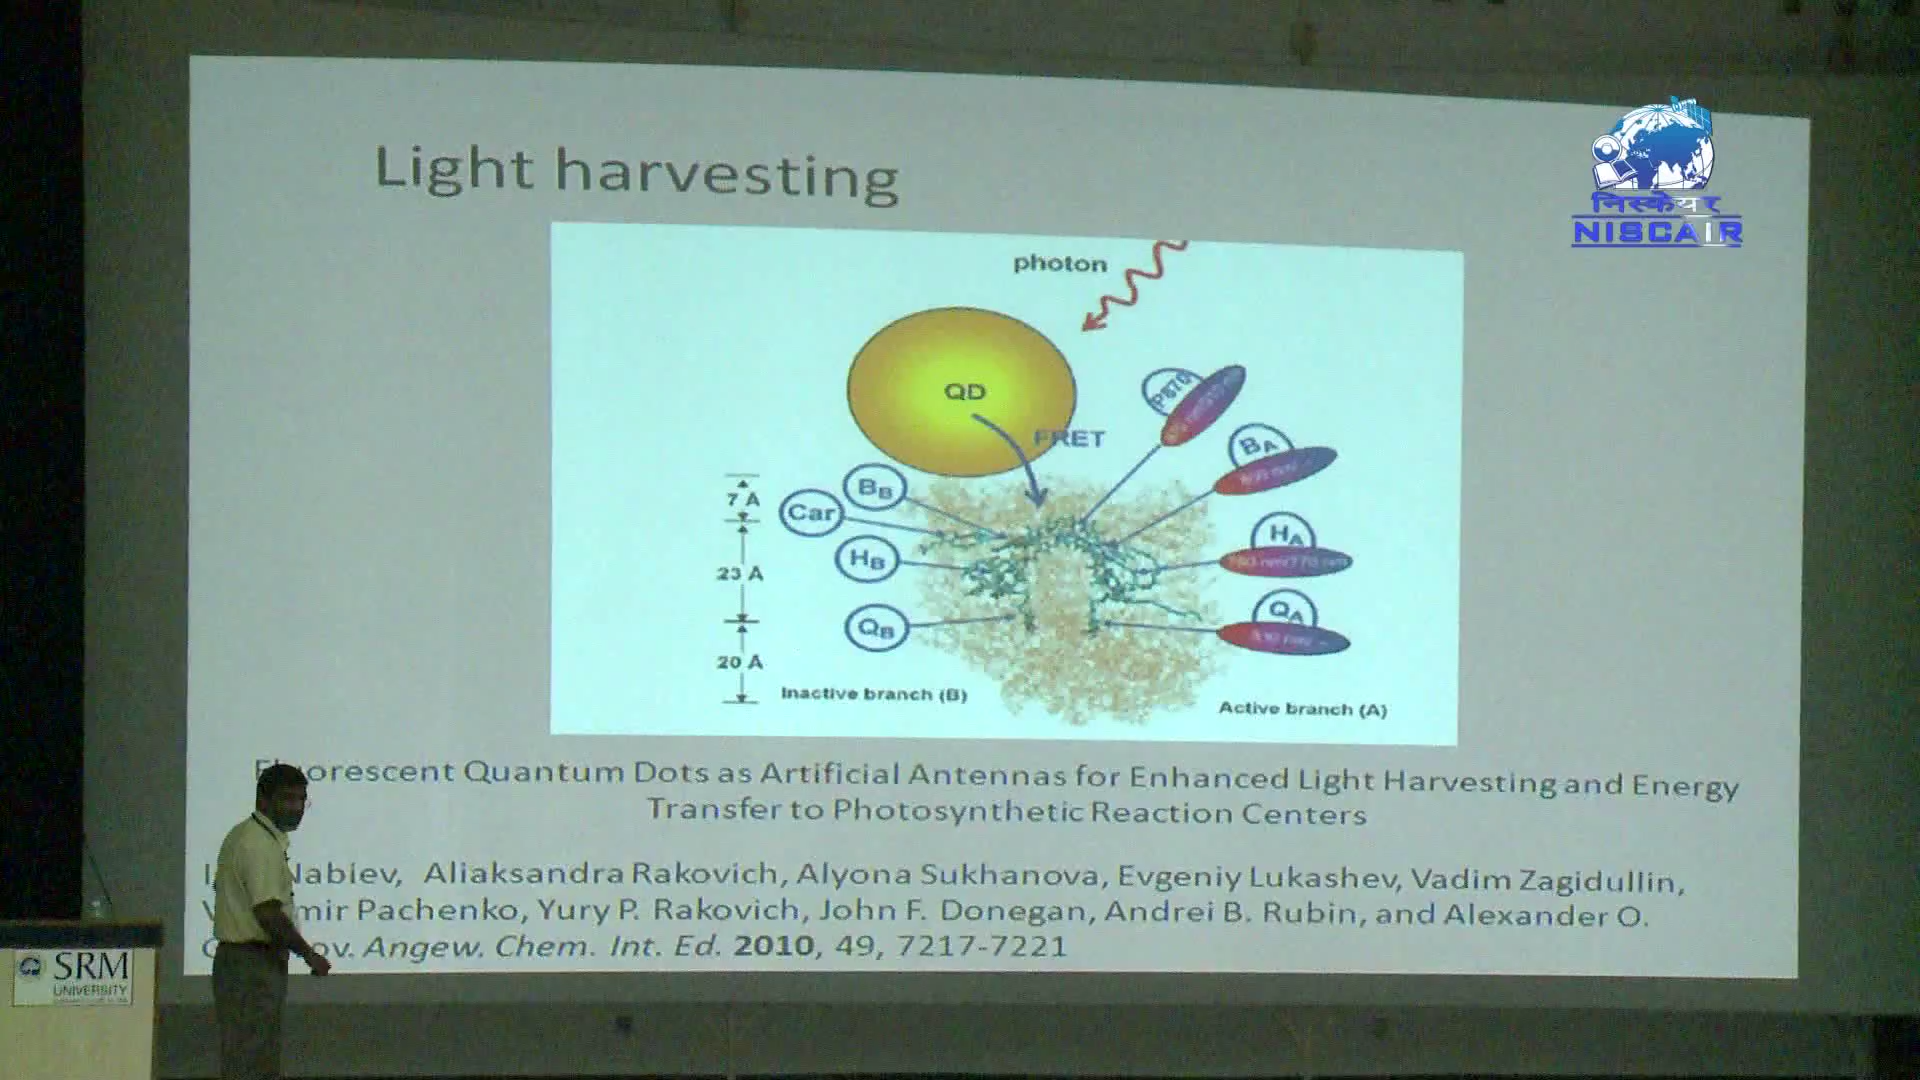 Light harvesting
निस्केयर
NISCAIR
photon
QD
FRET
P870
BA
HA
QA
BB
Car
HB
QB
7 A
23 A
20 A
Inactive branch (B)
Active branch (A)
Quantum Dots as Artificial Antennas for Enhanced Light Harvesting and Energy
Transfer to Photosynthetic Reaction Centers
Nabiev, Aliaksandra Rakovich, Alyona Sukhanova, Evgeniy Lukashev, Vadim Zagidullin,
Pachenko, Yury P. Rakovich, John F. Donegan, Andrei B. Rubin, and Alexander O.
Angew. Chem. Int. Ed. 2010, 49, 7217-7221
SRM
UNIVERSITY